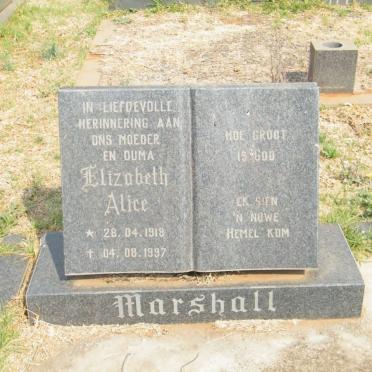 IN LIEFDEVOLLE
HERINNERING AAN
ONS MOEDER
EN OUMA
Elizabeth
Alice
★ 28.04.1919
† 04.08.1997
HOE GROOT
IS GOD
EK SIEN
'N NUWE
HEMEL KOM
Marshall